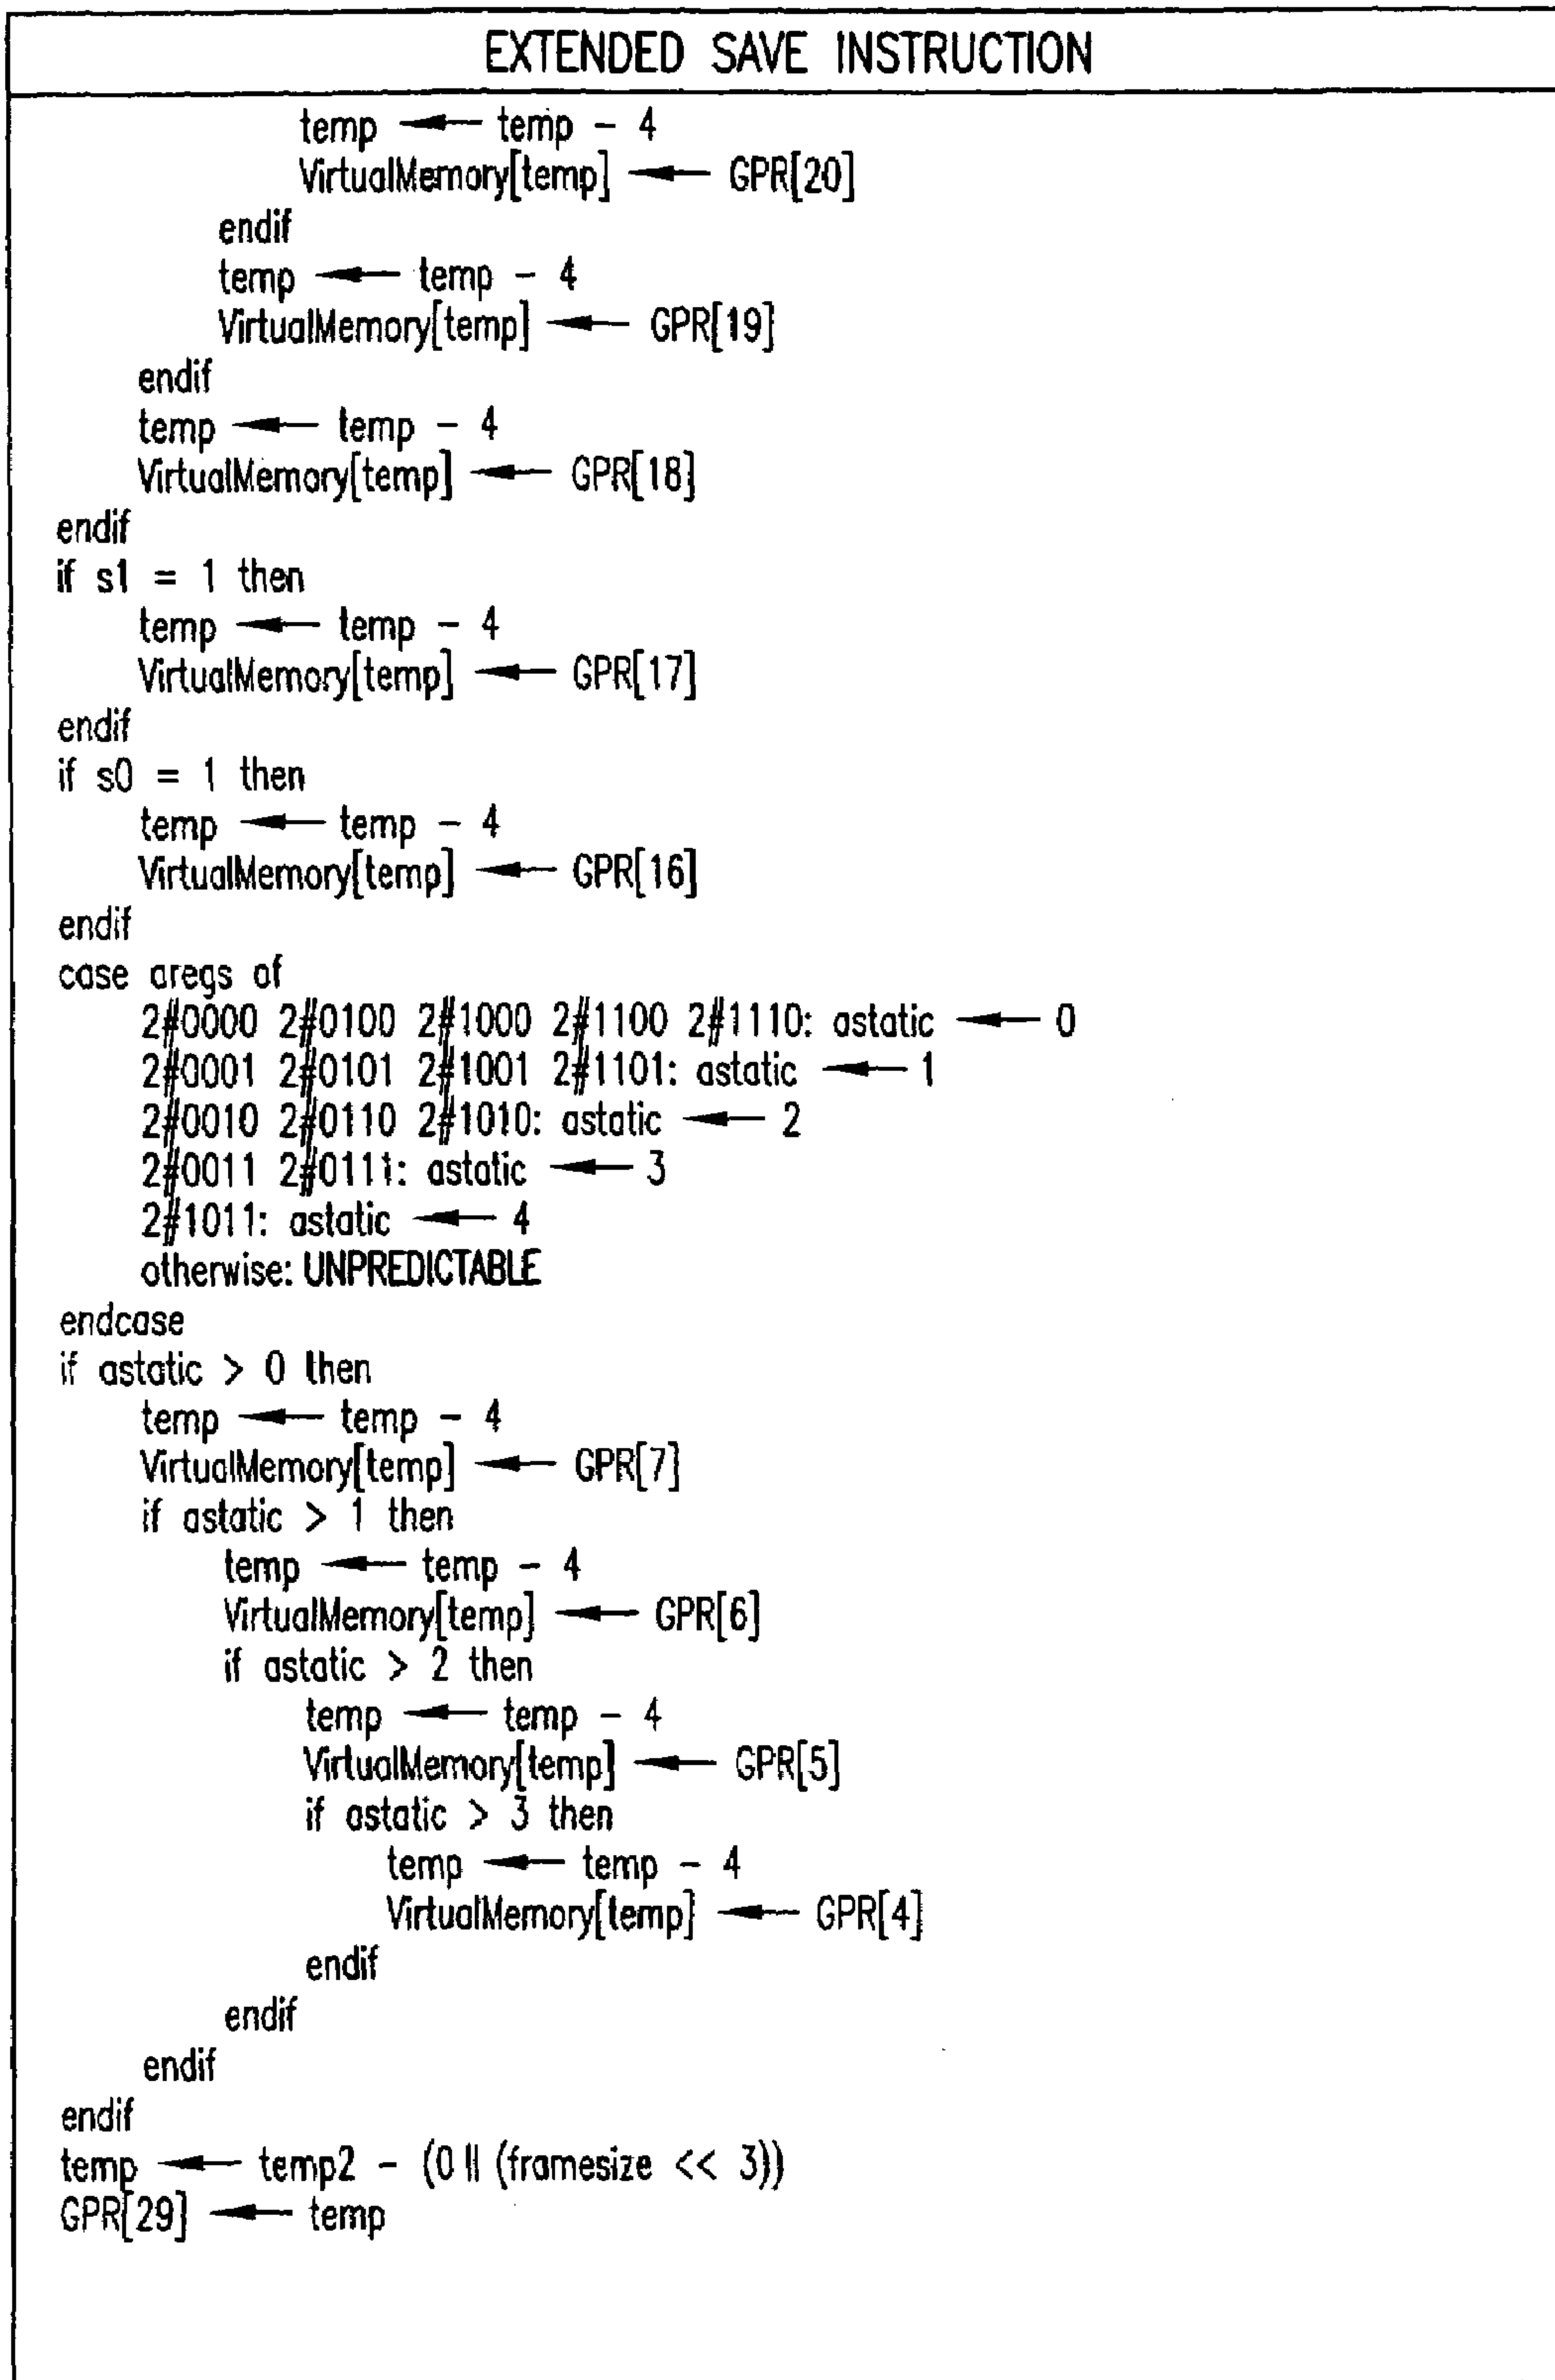 EXTENDED SAVE INSTRUCTION
temp ← temp - 4
VirtualMemory[temp] ← GPR[20]
endif
temp ← temp - 4
VirtualMemory[temp] ← GPR[19]
endif
temp ← temp - 4
VirtualMemory[temp] ← GPR[18]
endif
if s1 = 1 then
temp ← temp - 4
VirtualMemory[temp] ← GPR[17]
endif
if s0 = 1 then
temp ← temp - 4
VirtualMemory[temp] ← GPR[16]
endif
case aregs of
2#0000 2#0100 2#1000 2#1100 2#1110: astatic ← 0
2#0001 2#0101 2#1001 2#1101: astatic ← 1
2#0010 2#0110 2#1010: astatic ← 2
2#0011 2#0111: astatic ← 3
2#1011: astatic ← 4
otherwise: UNPREDICTABLE
endcase
if astatic > 0 then
temp ← temp - 4
VirtualMemory[temp] ← GPR[7]
if astatic > 1 then
temp ← temp - 4
VirtualMemory[temp] ← GPR[6]
if astatic > 2 then
temp ← temp - 4
VirtualMemory[temp] ← GPR[5]
if astatic > 3 then
temp ← temp - 4
VirtualMemory[temp] ← GPR[4]
endif
endif
endif
endif
temp ← temp2 - (0 || (framesize << 3))
GPR[29] ← temp